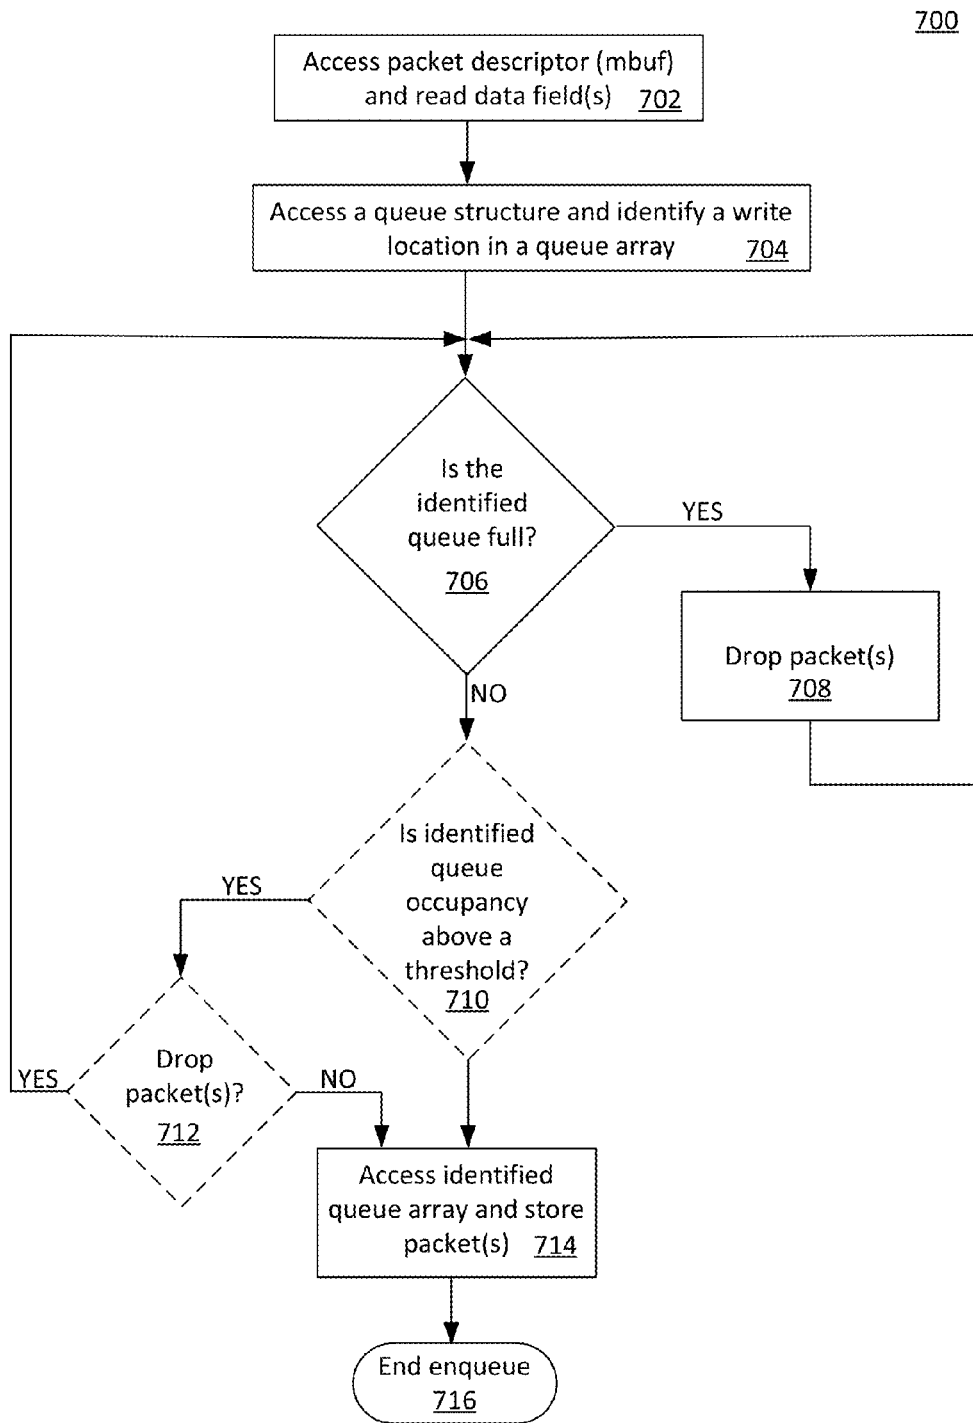 700
Access packet descriptor (mbuf)
and read data field(s) 702
Access a queue structure and identify a write
location in a queue array 704
Is the
identified
queue full?
706
YES
Drop packet(s)
708
NO
Is identified
queue
occupancy
above a
threshold?
710
YES
Drop
packet(s)?
712
YES
NO
Access identified
queue array and store
packet(s) 714
End enqueue
716